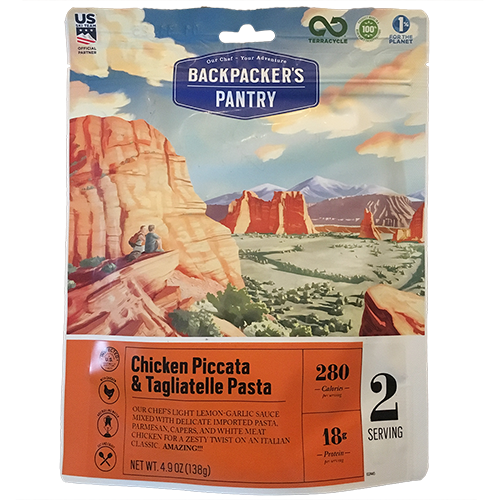 US
SKI TEAM
OFFICIAL
PARTNER
TERRACYCLE
100%
1%
FOR THE
PLANET
Our Chef - Your Adventure
BACKPACKER'S
PANTRY
Chicken Piccata
& Tagliatelle Pasta
OUR CHEF'S LIGHT LEMON-GARLIC SAUCE
MIXED WITH DELICATE IMPORTED PASTA,
PARMESAN, CAPERS, AND WHITE MEAT
CHICKEN FOR A ZESTY TWIST ON AN ITALIAN
CLASSIC. AMAZING!!!
NET WT. 4.9 OZ (138g)
280
Calories
per serving
18g
Protein
per serving
2
SERVING